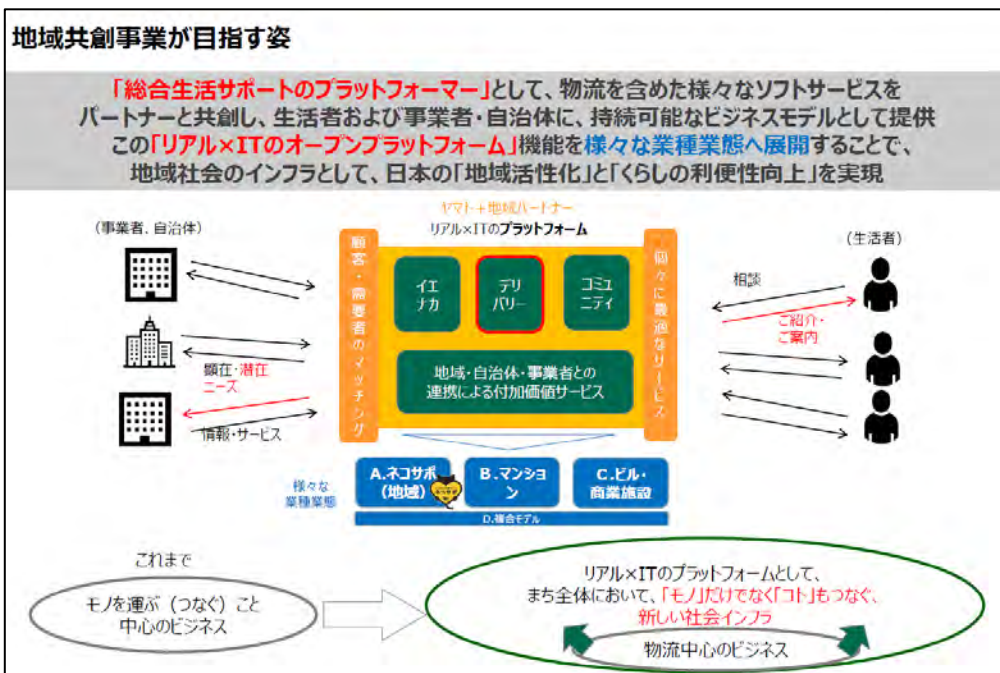 地域共創事業が目指す姿
「総合生活サポートのプラットフォーマー」として、物流を含めた様々なソフトサービスを
パートナーと共創し、生活者および事業者・自治体に、持続可能なビジネスモデルとして提供
この「リアル×ITのオープンプラットフォーム」機能を様々な業種業態へ展開することで、
地域社会のインフラとして、日本の「地域活性化」と「くらしの利便性向上」を実現
ヤマト+地域パートナー
リアル×ITのプラットフォーム
(事業者、自治体)
(生活者)
顧客・需要者のマッチング
イエ
ナカ
デリ
バリー
コミュ
ニティ
個々に最適なサービス
地域・自治体・事業者との
連携による付加価値サービス
相談
ご紹介・
ご案内
顕在・潜在
ニーズ
情報・サービス
様々な
業種業態
A.ネコサポ
(地域)
B.マンショ
ン
C.ビル・
商業施設
D.複合モデル
これまで
モノを運ぶ(つなぐ)こと
中心のビジネス
リアル×ITのプラットフォームとして、
まち全体において、「モノ」だけでなく「コト」もつなぐ、
新しい社会インフラ
物流中心のビジネス